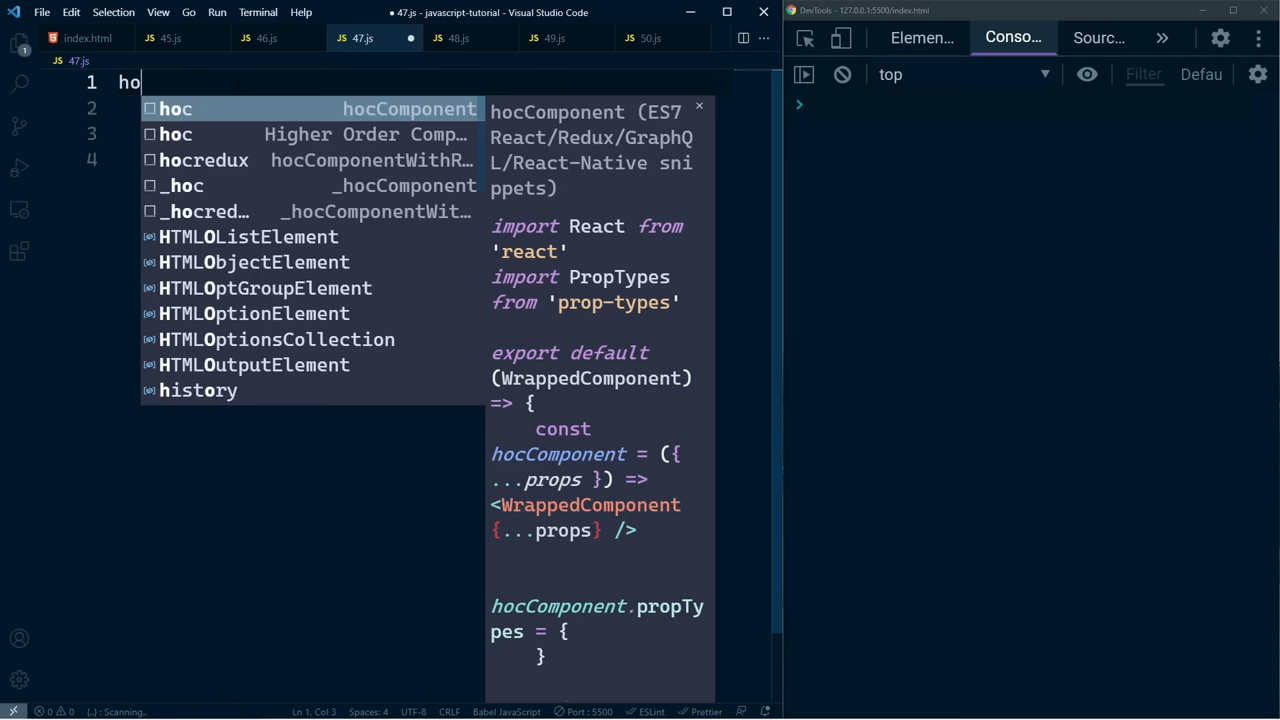 File Edit Selection View Go Run Terminal Help
47.js - javascript-tutorial - Visual Studio Code
index.html
45.js
46.js
47.js
48.js
49.js
50.js
JS 47.js
1 ho
2
3
4
hoc hocComponent
hoc Higher Order Comp...
hocredux hocComponentWithR...
_hoc _hocComponent
_hocred... _hocComponentWit...
HTMLOListElement
HTMLObjectElement
HTMLOptGroupElement
HTMLOptionElement
HTMLOptionsCollection
HTMLOutputElement
history
hocComponent (ES7
React/Redux/GraphQ
L/React-Native sni
ppets)
import React from
'react'
import PropTypes
from 'prop-types'
export default
(WrappedComponent)
=> {
const
hocComponent = ({
...props }) =>
<WrappedComponent
{...props} />
hocComponent.propTy
pes = {
}
0 0 {..}: Scanning.. Ln 1, Col 3 Spaces: 4 UTF-8 CRLF Babel JavaScript Port : 5500 ESLint Prettier
DevTools - 127.0.0.1:5500/index.html
Elemen... Conso... Sourc...
top Filter Defau